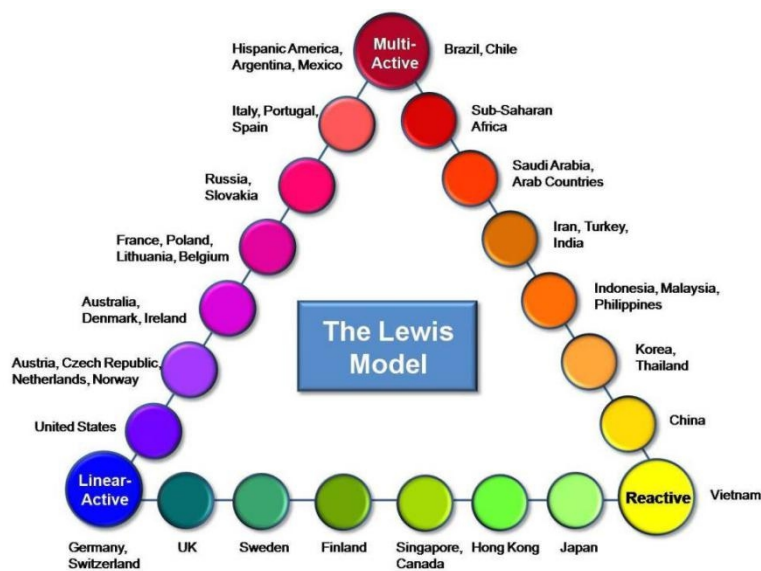 Hispanic America,
Argentina, Mexico
Multi-
Active
Brazil, Chile
Italy, Portugal,
Spain
Sub-Saharan
Africa
Russia,
Slovakia
Saudi Arabia,
Arab Countries
France, Poland,
Lithuania, Belgium
Iran, Turkey,
India
Australia,
Denmark, Ireland
Indonesia, Malaysia,
Philippines
The Lewis
Model
Austria, Czech Republic,
Netherlands, Norway
Korea,
Thailand
United States
China
Linear-
Active
Reactive
Vietnam
Germany,
Switzerland
UK
Sweden
Finland
Singapore,
Canada
Hong Kong
Japan